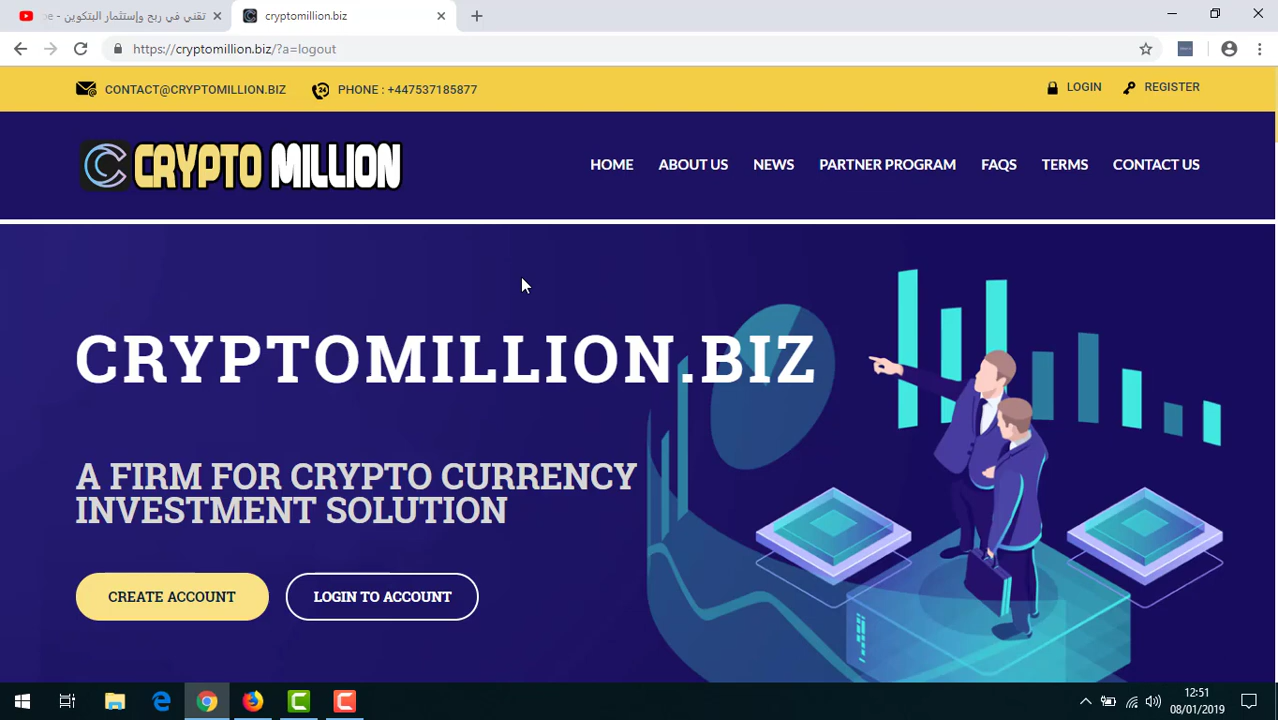 تقني في ربح وإستثمار البتكوين - ne
cryptomillion.biz
https://cryptomillion.biz/?a=logout
CONTACT@CRYPTOMILLION.BIZ
PHONE : +447537185877
LOGIN
REGISTER
CRYPTO MILLION
HOME
ABOUT US
NEWS
PARTNER PROGRAM
FAQS
TERMS
CONTACT US
CRYPTOMILLION.BIZ
A FIRM FOR CRYPTO CURRENCY
INVESTMENT SOLUTION
CREATE ACCOUNT
LOGIN TO ACCOUNT
12:51
08/01/2019